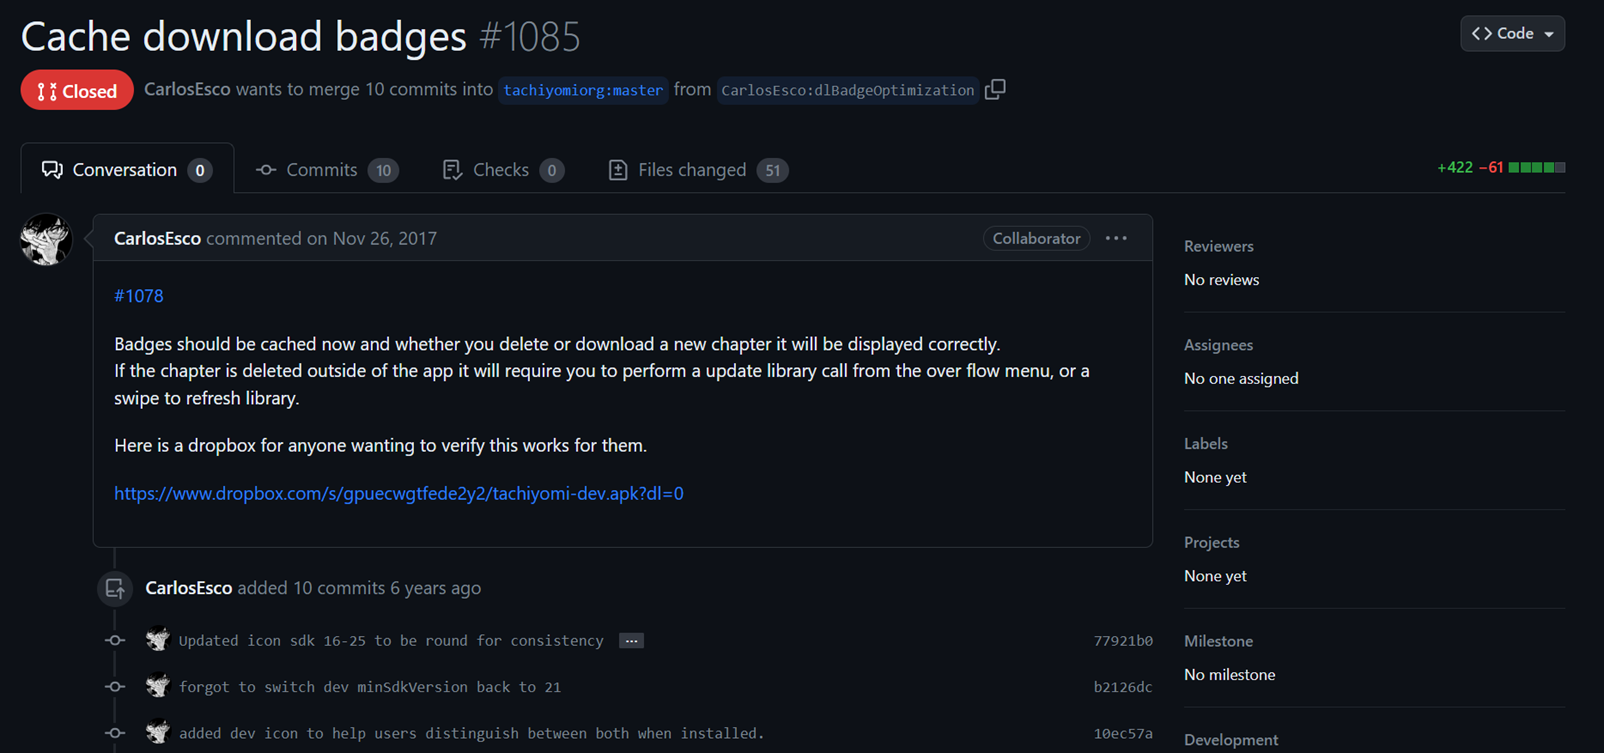 Cache download badges #1085
Code
Closed
CarlosEsco wants to merge 10 commits into tachiyomiorg:master from CarlosEsco:dlBadgeOptimization
Conversation 0
Commits 10
Checks 0
Files changed 51
+422 −61
CarlosEsco commented on Nov 26, 2017
Collaborator
#1078
Badges should be cached now and whether you delete or download a new chapter it will be displayed correctly.
If the chapter is deleted outside of the app it will require you to perform a update library call from the over flow menu, or a
swipe to refresh library.
Here is a dropbox for anyone wanting to verify this works for them.
https://www.dropbox.com/s/gpuecwgtfede2y2/tachiyomi-dev.apk?dl=0
CarlosEsco added 10 commits 6 years ago
Updated icon sdk 16-25 to be round for consistency ... 77921b0
forgot to switch dev minSdkVersion back to 21 b2126dc
added dev icon to help users distinguish between both when installed. 10ec57a
Reviewers
No reviews
Assignees
No one assigned
Labels
None yet
Projects
None yet
Milestone
No milestone
Development